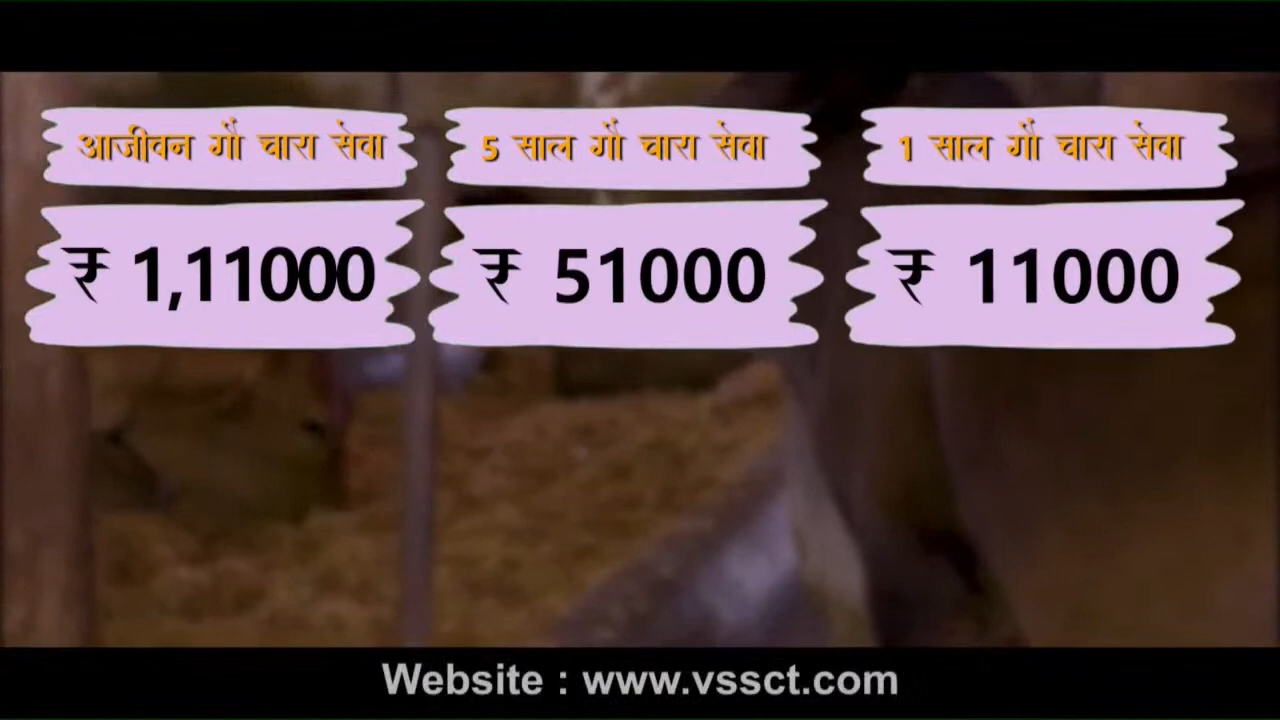 आजीवन गौ चारा सेवा
₹ 1,11000
5 साल गौ चारा सेवा
₹ 51000
1 साल गौ चारा सेवा
₹ 11000
Website : www.vssct.com